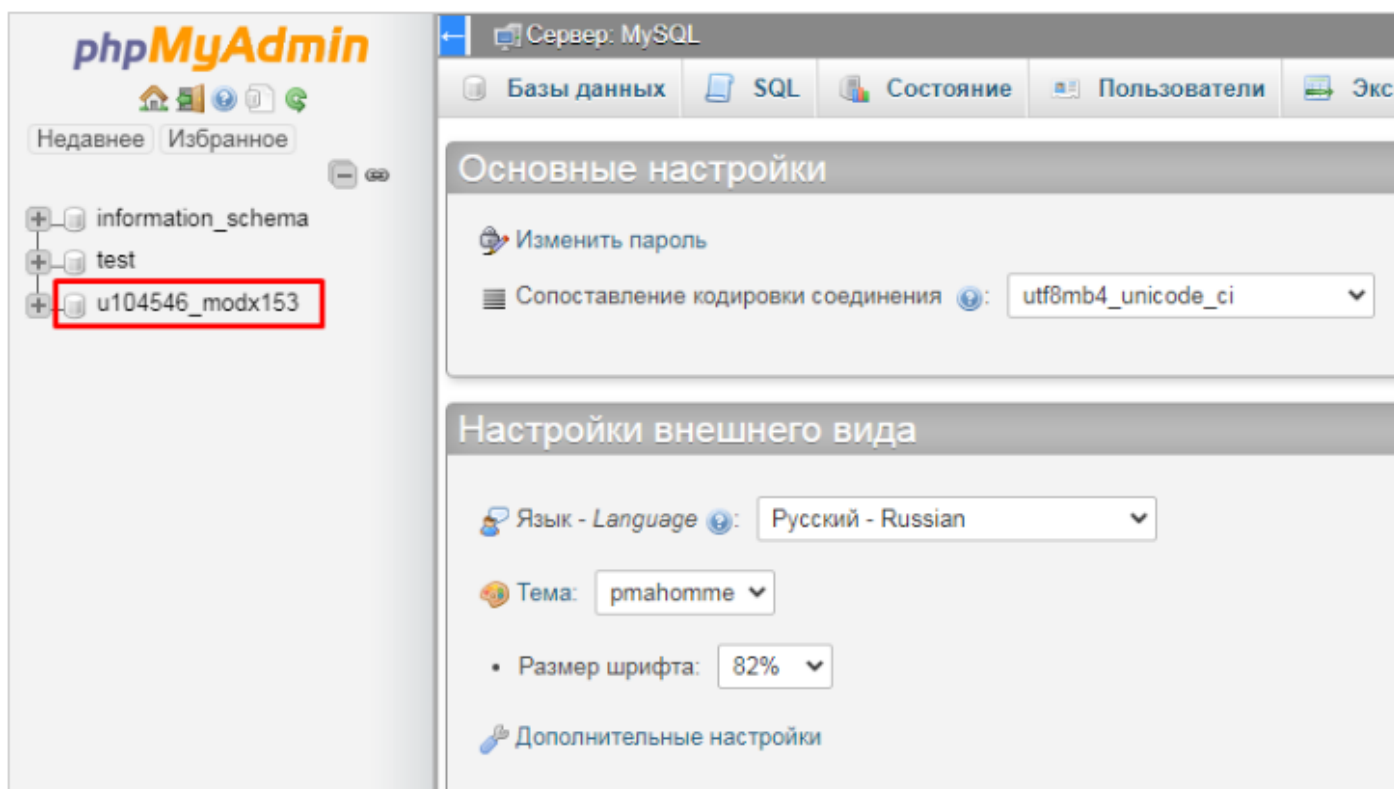 phpMyAdmin
Недавнее Избранное
information_schema
test
u104546_modx153
Сервер: MySQL
Базы данных SQL Состояние Пользователи Экс
Основные настройки
Изменить пароль
Сопоставление кодировки соединения : utf8mb4_unicode_ci
Настройки внешнего вида
Язык - Language : Русский - Russian
Тема: pmahomme
• Размер шрифта: 82%
Дополнительные настройки